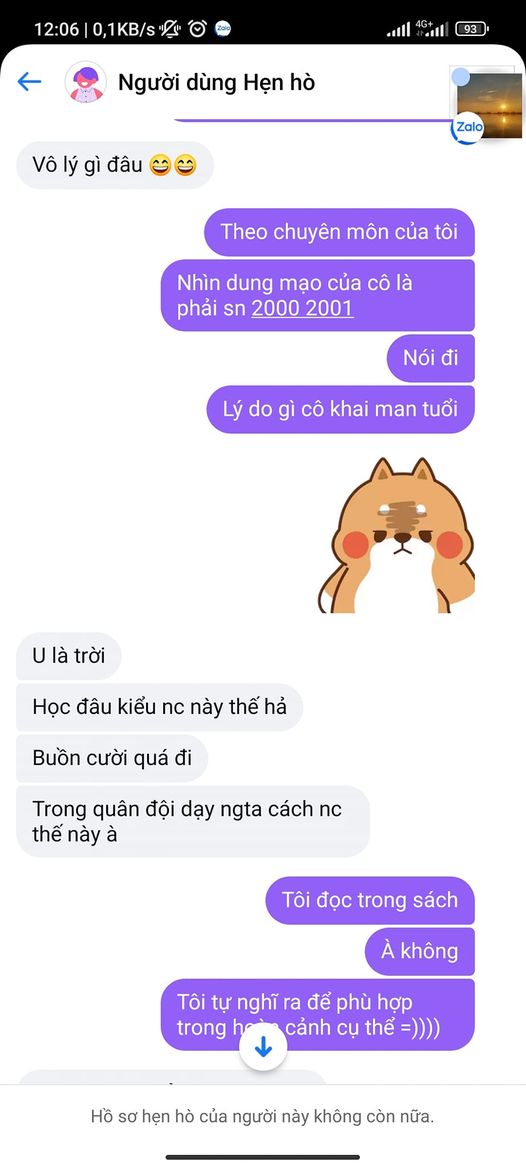 12:06 | 0,1KB/s
4G+
93
Zalo
Người dùng Hẹn hò
Zalo
Vô lý gì đâu 😄😄
Theo chuyên môn của tôi
Nhìn dung mạo của cô là
phải sn 2000 2001
Nói đi
Lý do gì cô khai man tuổi
U là trời
Học đâu kiểu nc này thế hả
Buồn cười quá đi
Trong quân đội dạy ngta cách nc
thế này à
Tôi đọc trong sách
À không
Tôi tự nghĩ ra để phù hợp
trong cảnh cụ thể =))))
Hồ sơ hẹn hò của người này không còn nữa.